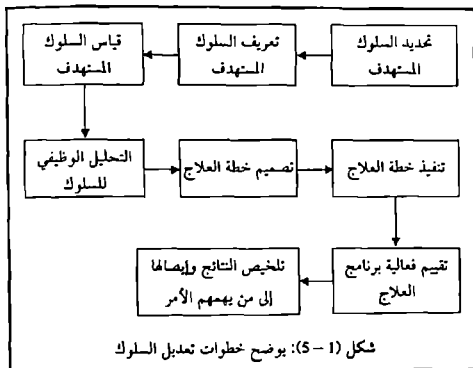 تحديد السلوك
المستهدف
تعريف السلوك
المستهدف
قياس السلوك
المستهدف
التحليل الوظيفي
للسلوك
تصميم خطة العلاج
تنفيذ خطة العلاج
تقييم فعالية برنامج
العلاج
تلخيص النتائج وإيصالها
إلى من يهمهم الأمر
شكل (1 – 5): يوضح خطوات تعديل السلوك